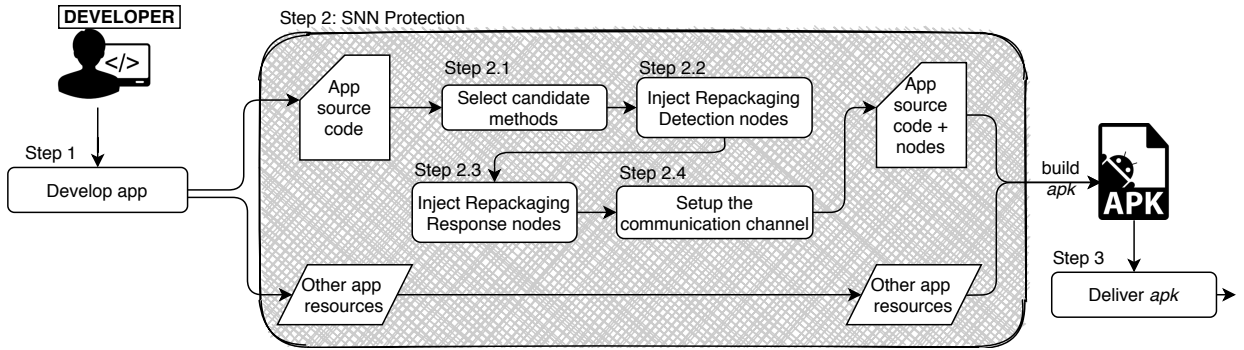 DEVELOPER
</>
Step 1
Develop app
Step 2: SNN Protection
App
source
code
Step 2.1
Select candidate
methods
Step 2.2
Inject Repackaging
Detection nodes
Step 2.3
Inject Repackaging
Response nodes
Step 2.4
Setup the
communication channel
App
source
code +
nodes
Other app
resources
Other app
resources
build
apk
APK
Step 3
Deliver apk